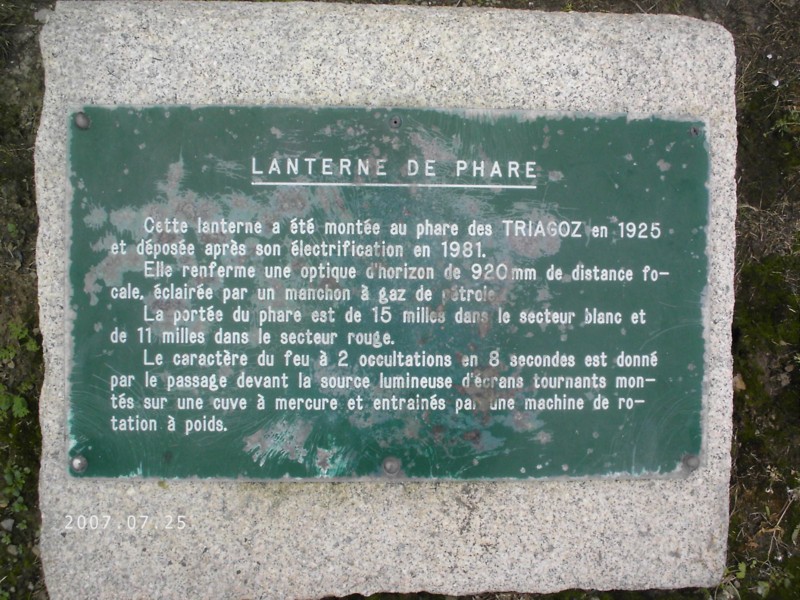 LANTERNE DE PHARE
Cette lanterne a été montée au phare des TRIAGOZ en 1925
et déposée après son électrification en 1981.
Elle renferme une optique d'horizon de 920mm de distance fo-
cale, éclairée par un manchon à gaz de pétrole
La portée du phare est de 15 milles dans le secteur blanc et
de 11 milles dans le secteur rouge.
Le caractère du feu à 2 occultations en 8 secondes est donné
par le passage devant la source lumineuse d'écrans tournants mon-
tés sur une cuve à mercure et entrainés par une machine de ro-
tation à poids.
2007.07.25